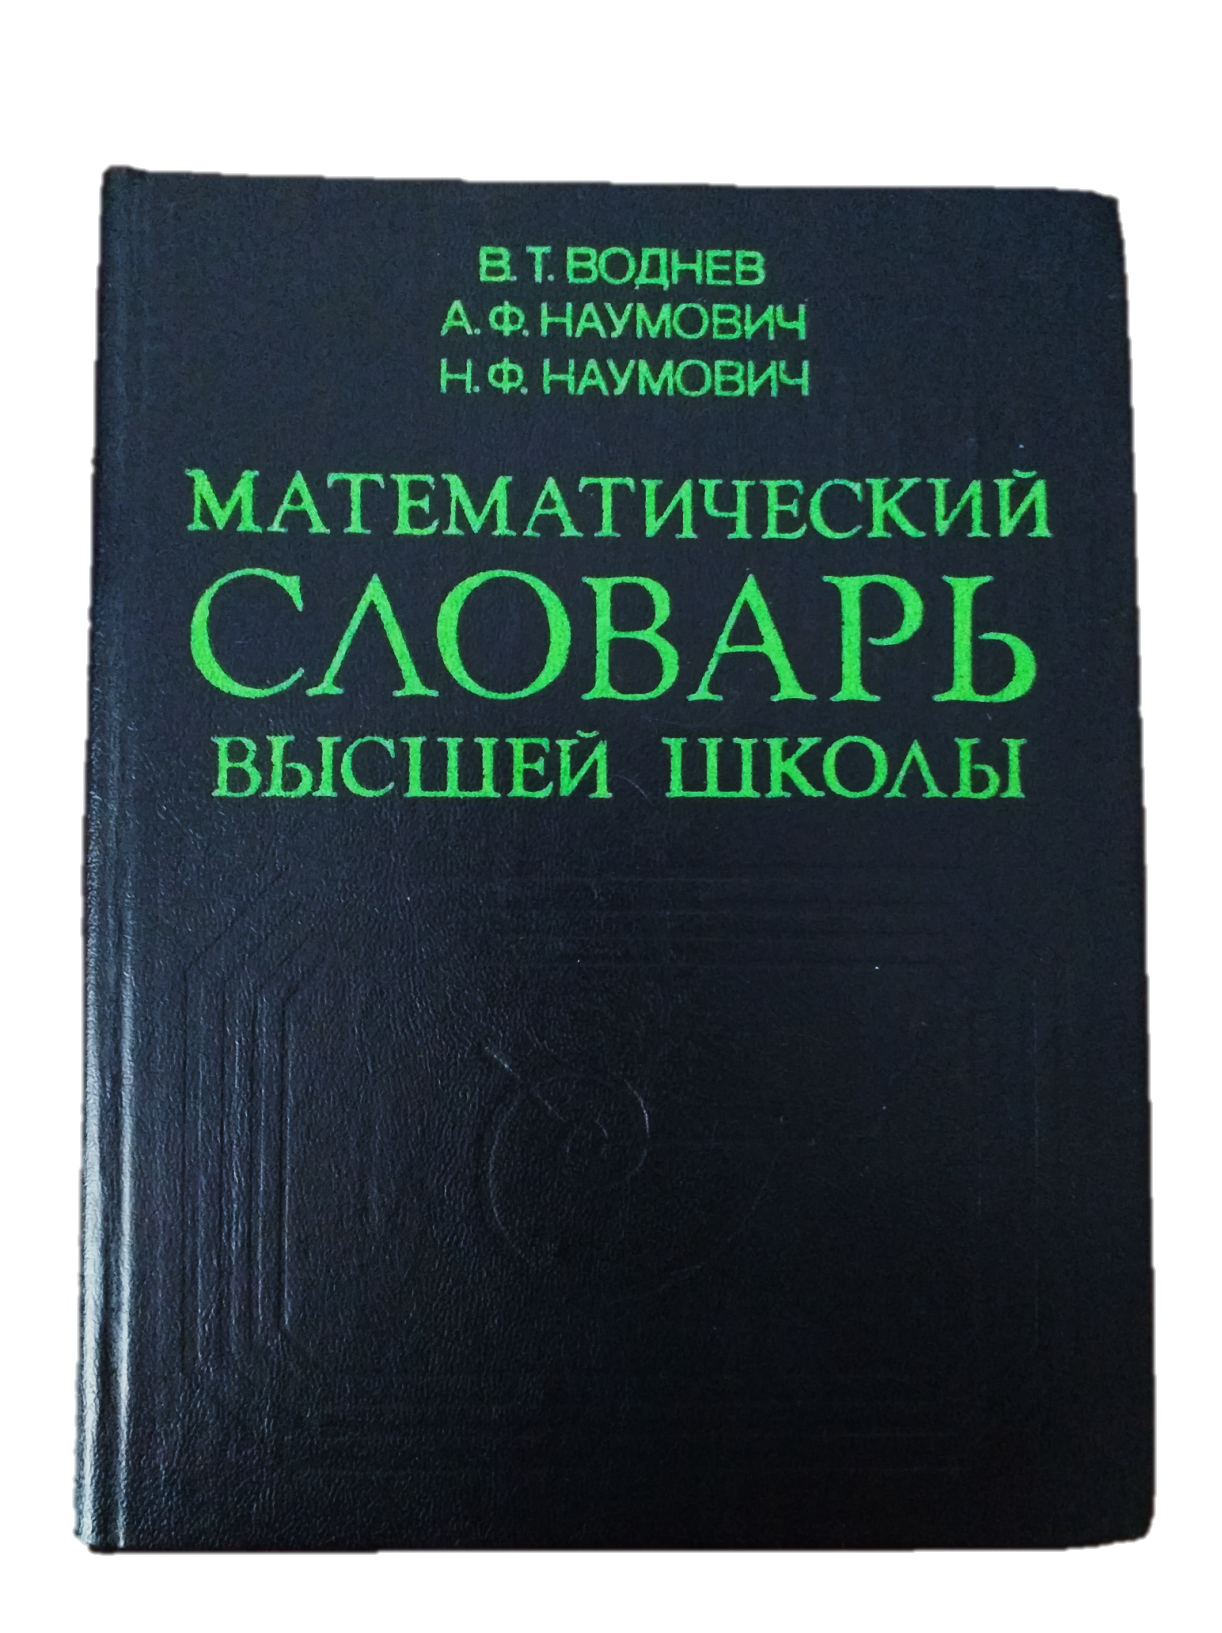 В. Т. ВОДНЕВ
А. Ф. НАУМОВИЧ
Н. Ф. НАУМОВИЧ
МАТЕМАТИЧЕСКИЙ
СЛОВАРЬ
ВЫСШЕЙ ШКОЛЫ